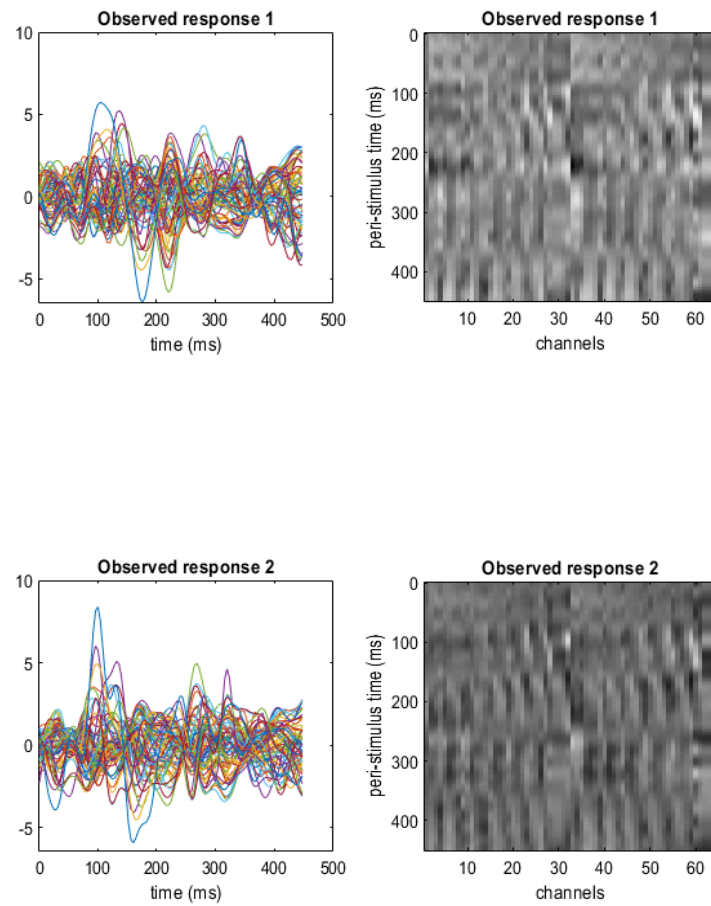 Observed response 1
10
5
0
-5
0 100 200 300 400 500
time (ms)
Observed response 1
0
100
200
300
400
peri-stimulus time (ms)
10 20 30 40 50 60
channels
Observed response 2
10
5
0
-5
0 100 200 300 400 500
time (ms)
Observed response 2
0
100
200
300
400
peri-stimulus time (ms)
10 20 30 40 50 60
channels